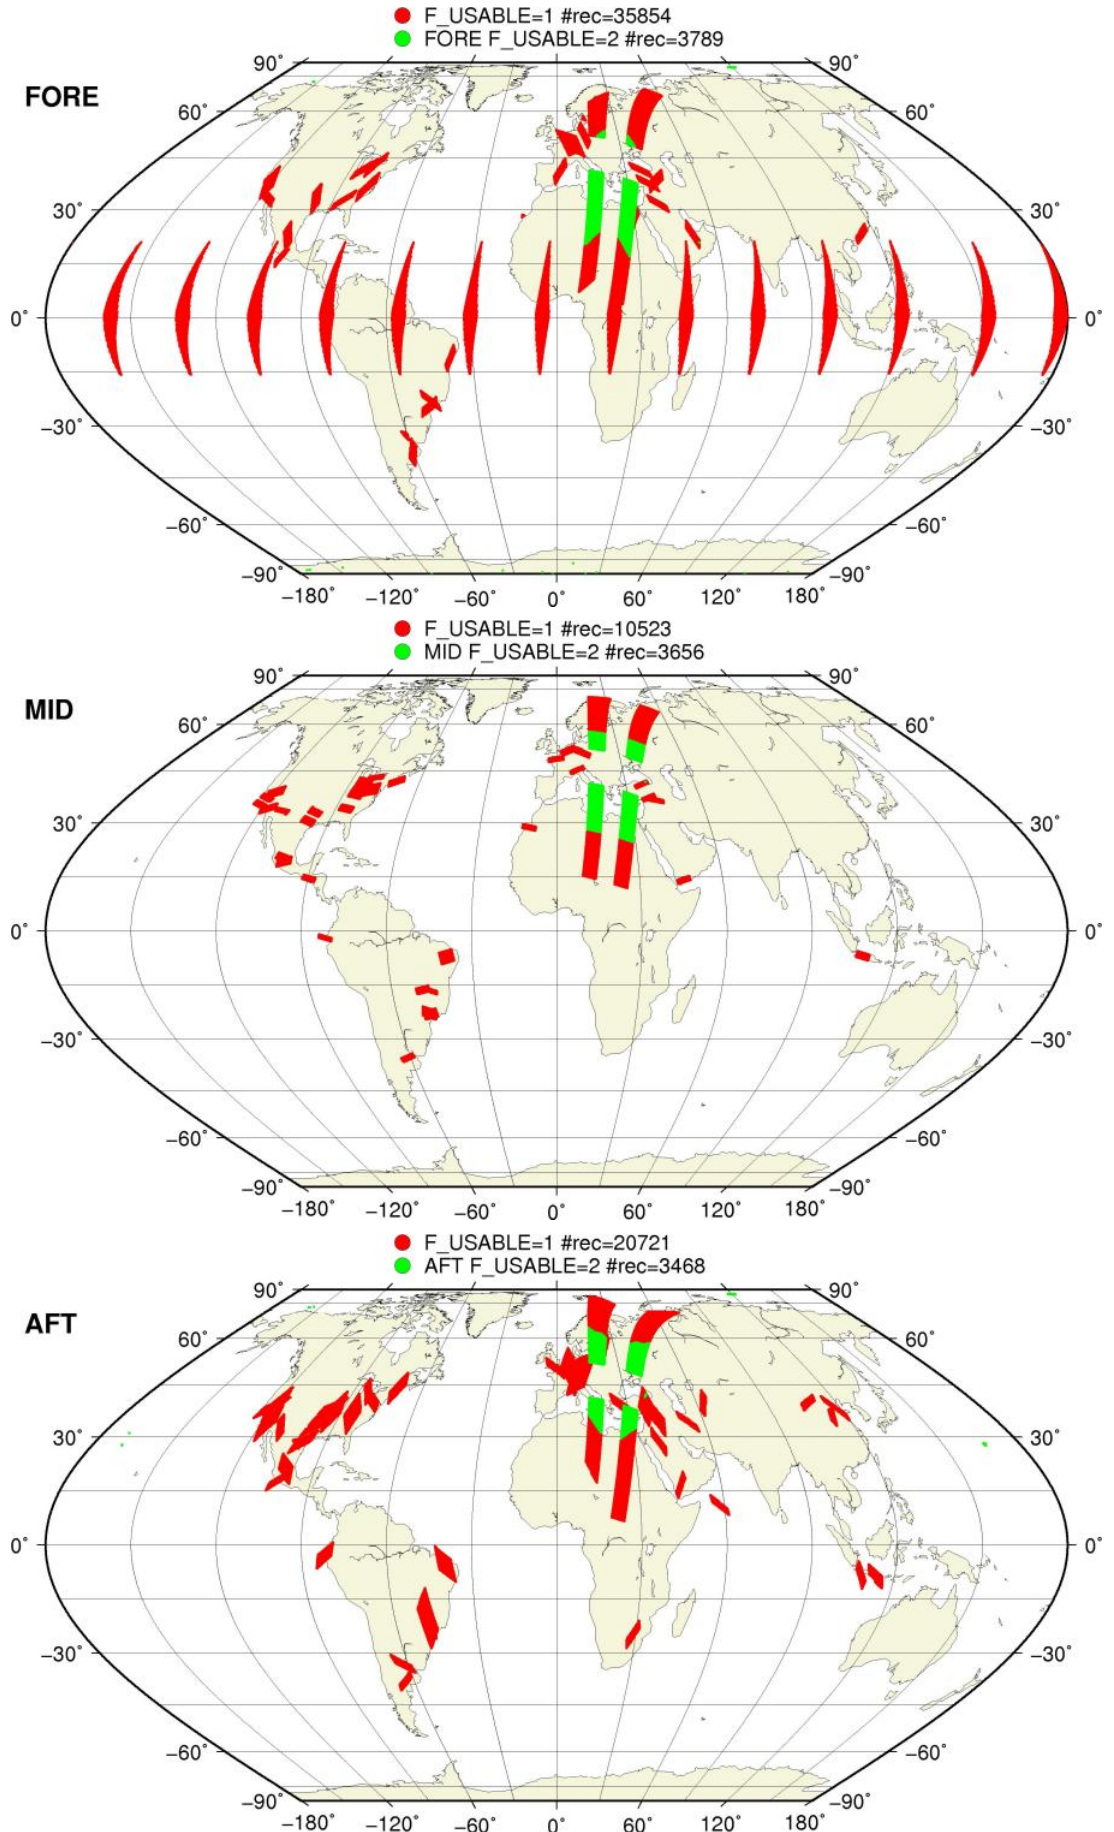 F_USABLE=1 #rec=35854
FORE F_USABLE=2 #rec=3789
FORE
90° 90°
60° 60°
30° 30°
0° 0°
−30° −30°
−60° −60°
−90° −90°
−180° −120° −60° 0° 60° 120° 180°
F_USABLE=1 #rec=10523
MID F_USABLE=2 #rec=3656
MID
90° 90°
60° 60°
30° 30°
0° 0°
−30° −30°
−60° −60°
−90° −90°
−180° −120° −60° 0° 60° 120° 180°
F_USABLE=1 #rec=20721
AFT F_USABLE=2 #rec=3468
AFT
90° 90°
60° 60°
30° 30°
0° 0°
−30° −30°
−60° −60°
−90° −90°
−180° −120° −60° 0° 60° 120° 180°